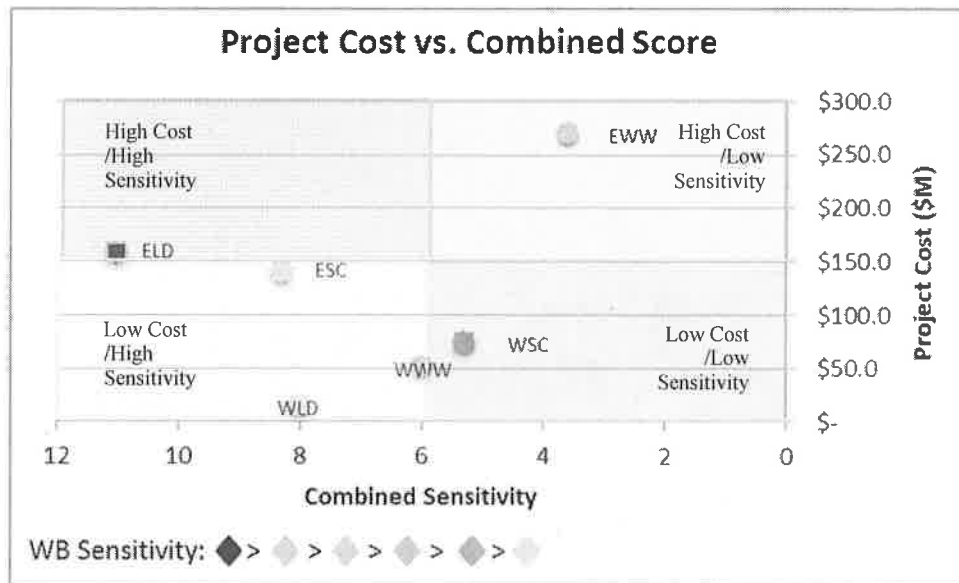 Project Cost vs. Combined Score
High Cost
/High
Sensitivity
EWW
High Cost
/Low
Sensitivity
ELD
ESC
Low Cost
/High
Sensitivity
WWW
WSC
WLD
Low Cost
/Low
Sensitivity
$300.0
$250.0
$200.0
$150.0
$100.0
$50.0
$-
Project Cost ($M)
12 10 8 6 4 2 0
Combined Sensitivity
WB Sensitivity: > > > > >